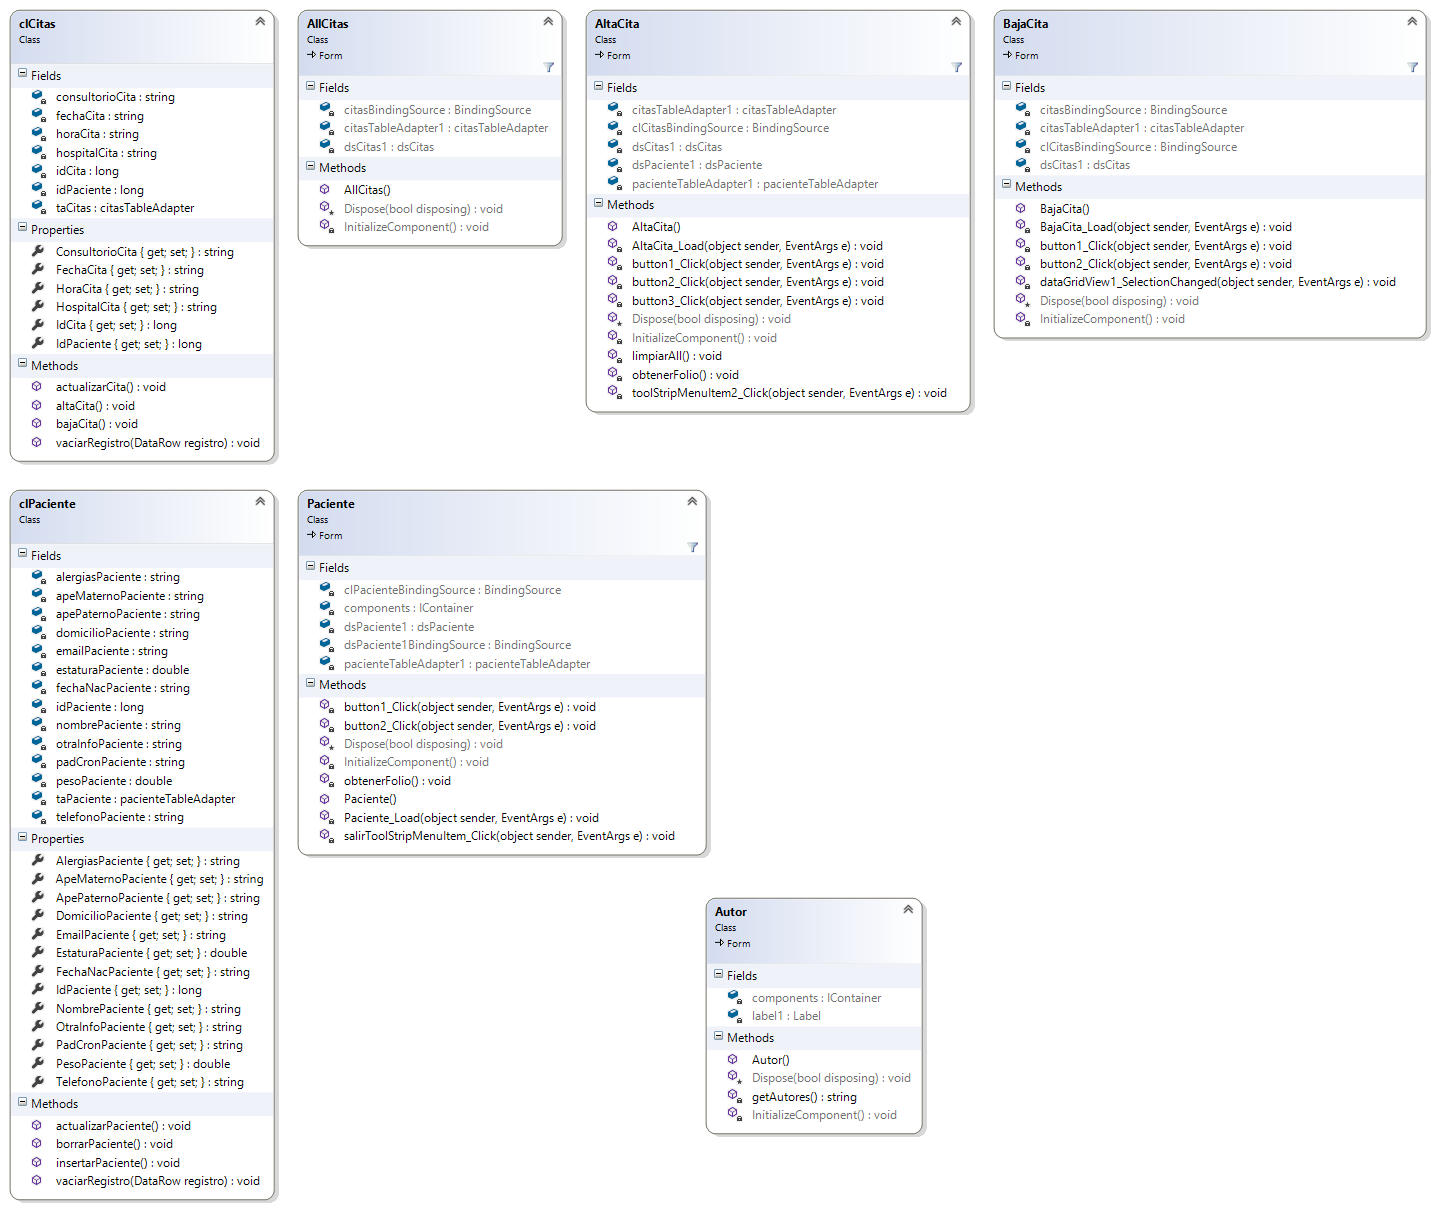 clCitas
Class
Fields
consultorioCita : string
fechaCita : string
horaCita : string
hospitalCita : string
idCita : long
idPaciente : long
taCitas : citasTableAdapter
Properties
ConsultorioCita { get; set; } : string
FechaCita { get; set; } : string
HoraCita { get; set; } : string
HospitalCita { get; set; } : string
IdCita { get; set; } : long
IdPaciente { get; set; } : long
Methods
actualizarCita() : void
altaCita() : void
bajaCita() : void
vaciarRegistro(DataRow registro) : void
AllCitas
Class
Form
Fields
citasBindingSource : BindingSource
citasTableAdapter1 : citasTableAdapter
dsCitas1 : dsCitas
Methods
AllCitas()
Dispose(bool disposing) : void
InitializeComponent() : void
AltaCita
Class
Form
Fields
citasTableAdapter1 : citasTableAdapter
clCitasBindingSource : BindingSource
dsCitas1 : dsCitas
dsPaciente1 : dsPaciente
pacienteTableAdapter1 : pacienteTableAdapter
Methods
AltaCita()
AltaCita_Load(object sender, EventArgs e) : void
button1_Click(object sender, EventArgs e) : void
button2_Click(object sender, EventArgs e) : void
button3_Click(object sender, EventArgs e) : void
Dispose(bool disposing) : void
InitializeComponent() : void
limpiarAll() : void
obtenerFolio() : void
toolStripMenuItem2_Click(object sender, EventArgs e) : void
BajaCita
Class
Form
Fields
citasBindingSource : BindingSource
citasTableAdapter1 : citasTableAdapter
clCitasBindingSource : BindingSource
dsCitas1 : dsCitas
Methods
BajaCita()
BajaCita_Load(object sender, EventArgs e) : void
button1_Click(object sender, EventArgs e) : void
button2_Click(object sender, EventArgs e) : void
dataGridView1_SelectionChanged(object sender, EventArgs e) : void
Dispose(bool disposing) : void
InitializeComponent() : void
clPaciente
Class
Fields
alergiasPaciente : string
apeMaternoPaciente : string
apePaternoPaciente : string
domicilioPaciente : string
emailPaciente : string
estaturaPaciente : double
fechaNacPaciente : string
idPaciente : long
nombrePaciente : string
otraInfoPaciente : string
padCronPaciente : string
pesoPaciente : double
taPaciente : pacienteTableAdapter
telefonoPaciente : string
Properties
AlergiasPaciente { get; set; } : string
ApeMaternoPaciente { get; set; } : string
ApePaternoPaciente { get; set; } : string
DomicilioPaciente { get; set; } : string
EmailPaciente { get; set; } : string
EstaturaPaciente { get; set; } : double
FechaNacPaciente { get; set; } : string
IdPaciente { get; set; } : long
NombrePaciente { get; set; } : string
OtraInfoPaciente { get; set; } : string
PadCronPaciente { get; set; } : string
PesoPaciente { get; set; } : double
TelefonoPaciente { get; set; } : string
Methods
actualizarPaciente() : void
borrarPaciente() : void
insertarPaciente() : void
vaciarRegistro(DataRow registro) : void
Paciente
Class
Form
Fields
clPacienteBindingSource : BindingSource
components : IContainer
dsPaciente1 : dsPaciente
dsPaciente1BindingSource : BindingSource
pacienteTableAdapter1 : pacienteTableAdapter
Methods
button1_Click(object sender, EventArgs e) : void
button2_Click(object sender, EventArgs e) : void
Dispose(bool disposing) : void
InitializeComponent() : void
obtenerFolio() : void
Paciente()
Paciente_Load(object sender, EventArgs e) : void
salirToolStripMenuItem_Click(object sender, EventArgs e) : void
Autor
Class
Form
Fields
components : IContainer
label1 : Label
Methods
Autor()
Dispose(bool disposing) : void
getAutores() : string
InitializeComponent() : void